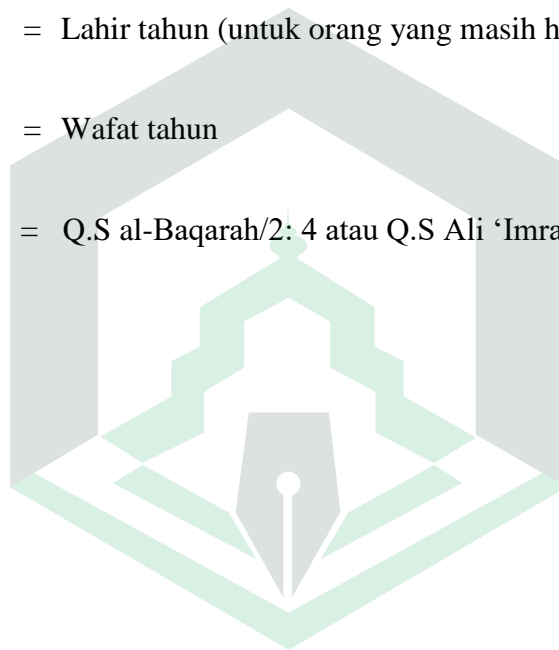 = Lahir tahun (untuk orang yang masih h
= Wafat tahun
= Q.S al-Baqarah/2: 4 atau Q.S Ali ‘Imra